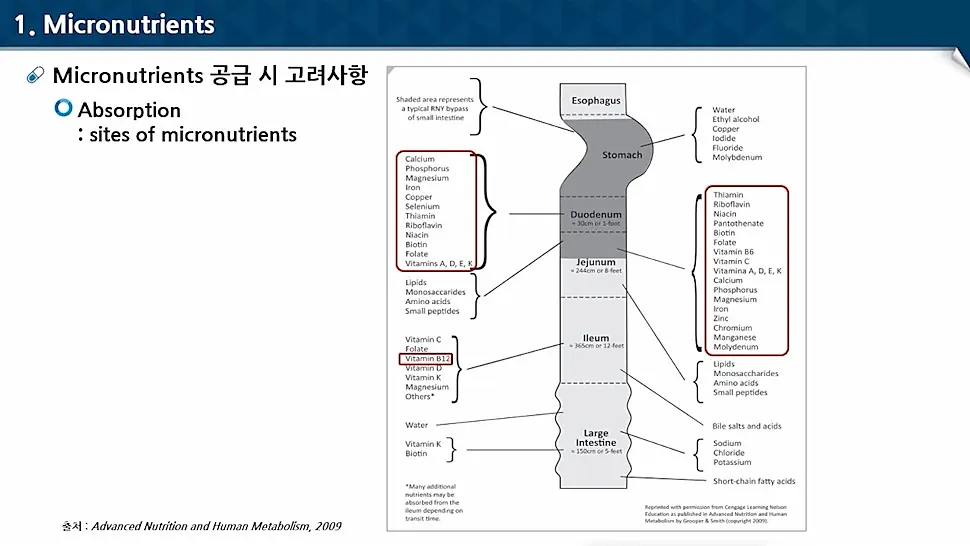 1. Micronutrients
Micronutrients 공급 시 고려사항
Absorption
: sites of micronutrients
Shaded area represents
a typical RNY bypass
of small intestine
Calcium
Phosphorus
Magnesium
Iron
Copper
Selenium
Thiamin
Riboflavin
Niacin
Biotin
Folate
Vitamins A, D, E, K
Lipids
Monosaccarides
Amino acids
Small peptides
Vitamin C
Folate
Vitamin B12
Vitamin D
Vitamin K
Magnesium
Others*
Water
Vitamin K
Biotin
*Many additional
nutrients may be
absorbed from the
ileum depending on
transit time.
Esophagus
Stomach
Duodenum
≈ 30cm or 1-feet
Jejunum
≈ 244cm or 8-feet
Ileum
≈ 365cm or 12-feet
Large
Intestine
≈ 150cm or 5-feet
Water
Ethyl alcohol
Copper
Iodide
Fluoride
Molybdenum
Thiamin
Riboflavin
Niacin
Pantothenate
Biotin
Folate
Vitamin B6
Vitamin C
Vitamina A, D, E, K
Calcium
Phosphorus
Magnesium
Iron
Zinc
Chromium
Manganese
Molydenum
Lipids
Monosaccharides
Amino acids
Small peptides
Bile salts and acids
Sodium
Chloride
Potassium
Short-chain fatty acids
Reprinted with permission from Cengage Learning Nelson
Education as published in Advanced Nutrition and Human
Metabolism by Grooper & Smith (copyright 2009).
출처 : Advanced Nutrition and Human Metabolism, 2009